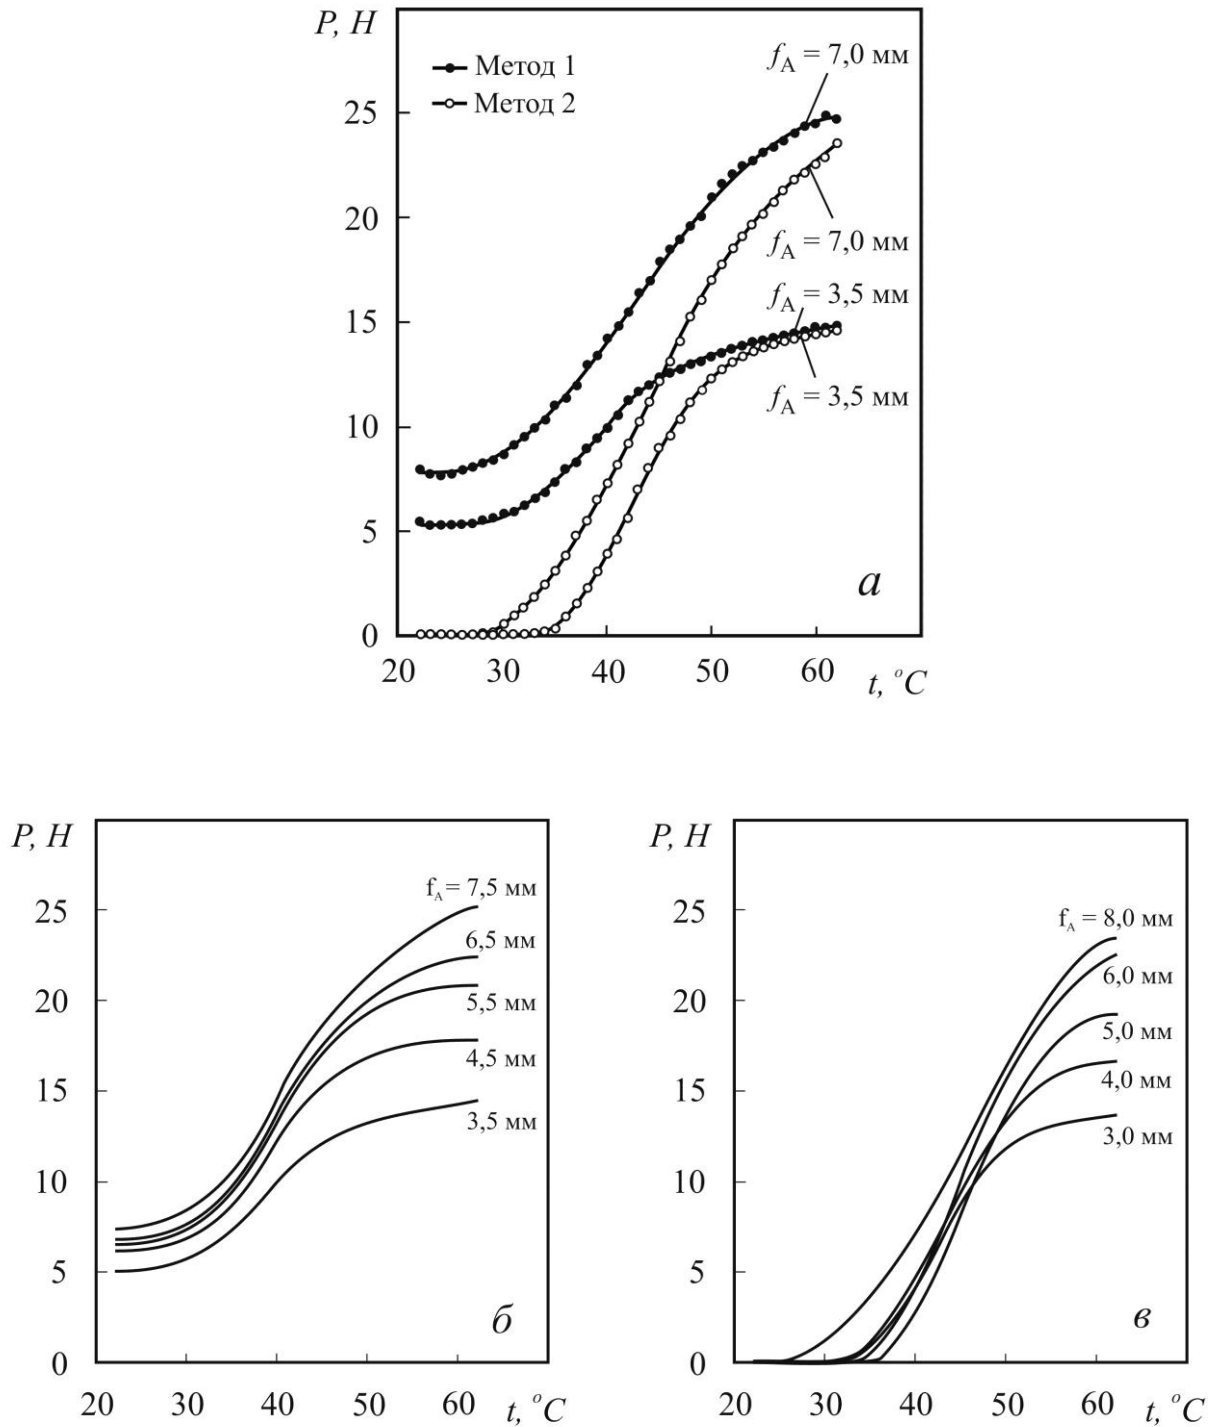 P, H
Метод 1
Метод 2
f_A = 7,0 мм
25
20
f_A = 7,0 мм
f_A = 3,5 мм
15
f_A = 3,5 мм
10
5
а
0
20 30 40 50 60 t, °C
P, H
f_A = 7,5 мм
25
6,5 мм
20
5,5 мм
4,5 мм
15
3,5 мм
10
5
б
0
20 30 40 50 60 t, °C
P, H
25
f_A = 8,0 мм
6,0 мм
20
5,0 мм
4,0 мм
15
3,0 мм
10
5
в
0
20 30 40 50 60 t, °C